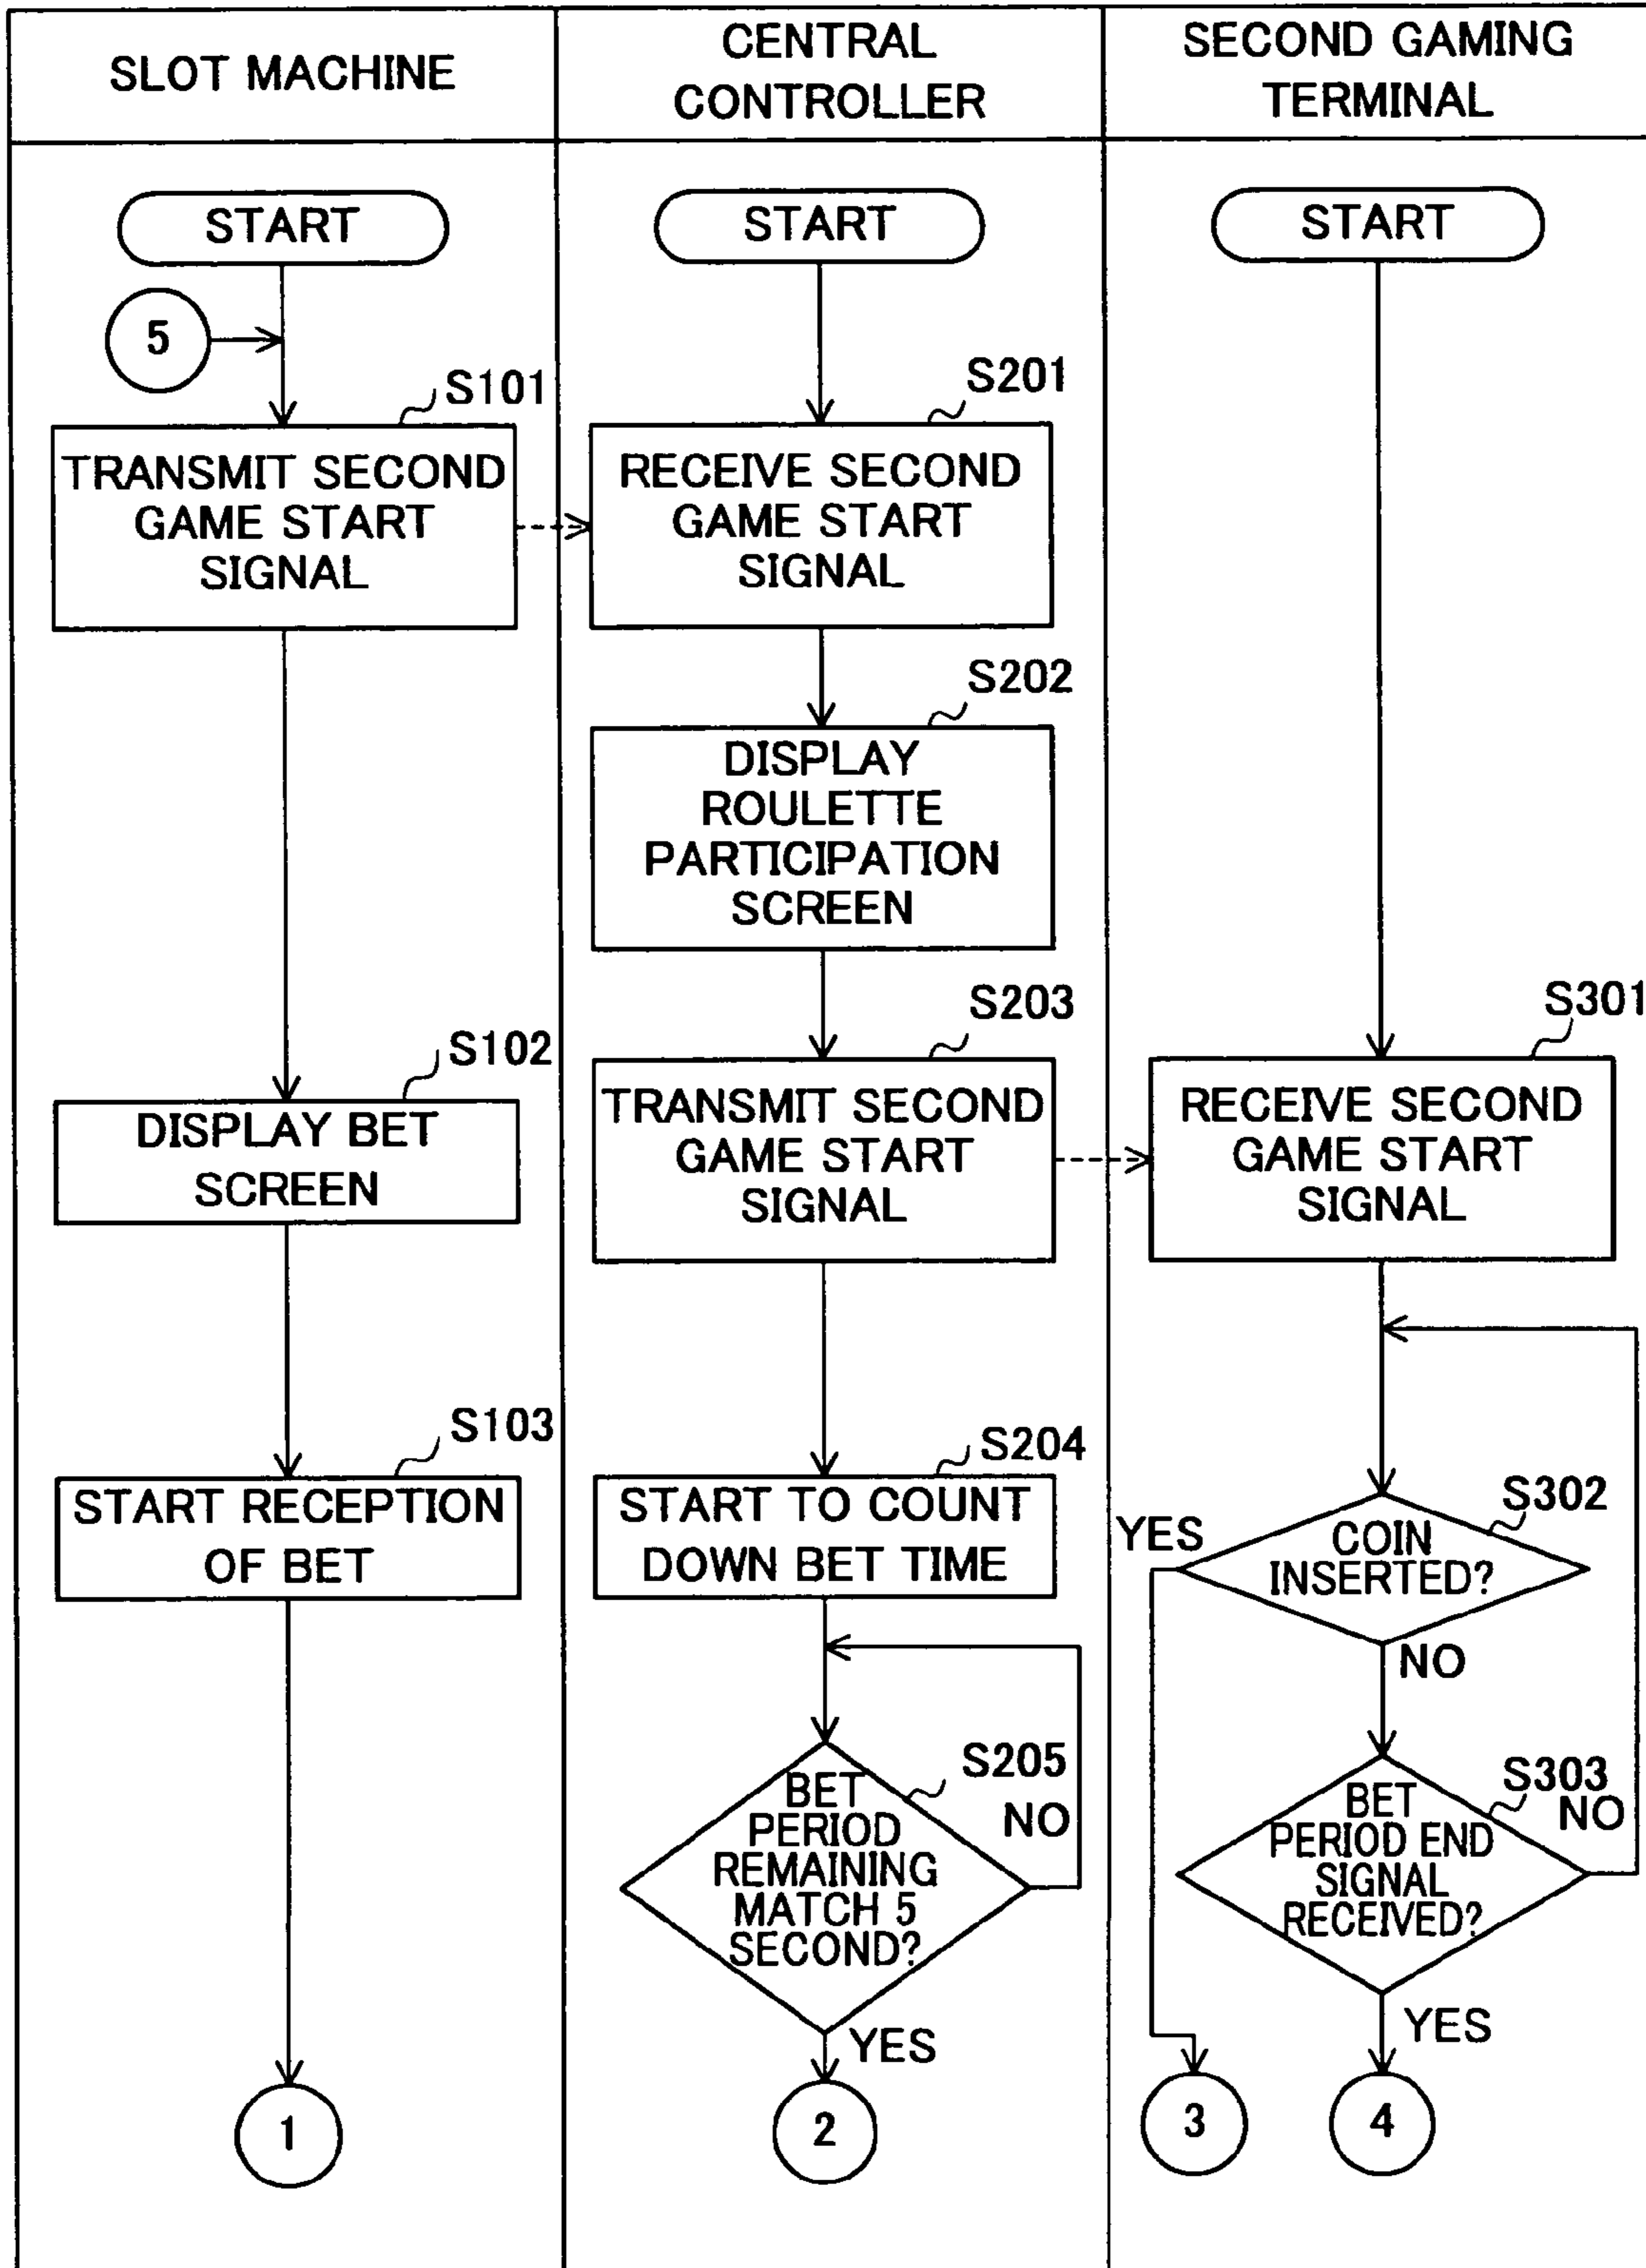 SLOT MACHINE
CENTRAL
CONTROLLER
SECOND GAMING
TERMINAL
START
5
S101
TRANSMIT SECOND
GAME START
SIGNAL
S102
DISPLAY BET
SCREEN
S103
START RECEPTION
OF BET
1
START
S201
RECEIVE SECOND
GAME START
SIGNAL
S202
DISPLAY
ROULETTE
PARTICIPATION
SCREEN
S203
TRANSMIT SECOND
GAME START
SIGNAL
S204
START TO COUNT
DOWN BET TIME
S205
BET
PERIOD
REMAINING
MATCH 5
SECOND?
NO
YES
2
START
S301
RECEIVE SECOND
GAME START
SIGNAL
S302
YES
COIN
INSERTED?
NO
S303
BET
PERIOD END
SIGNAL
RECEIVED?
NO
YES
3
4